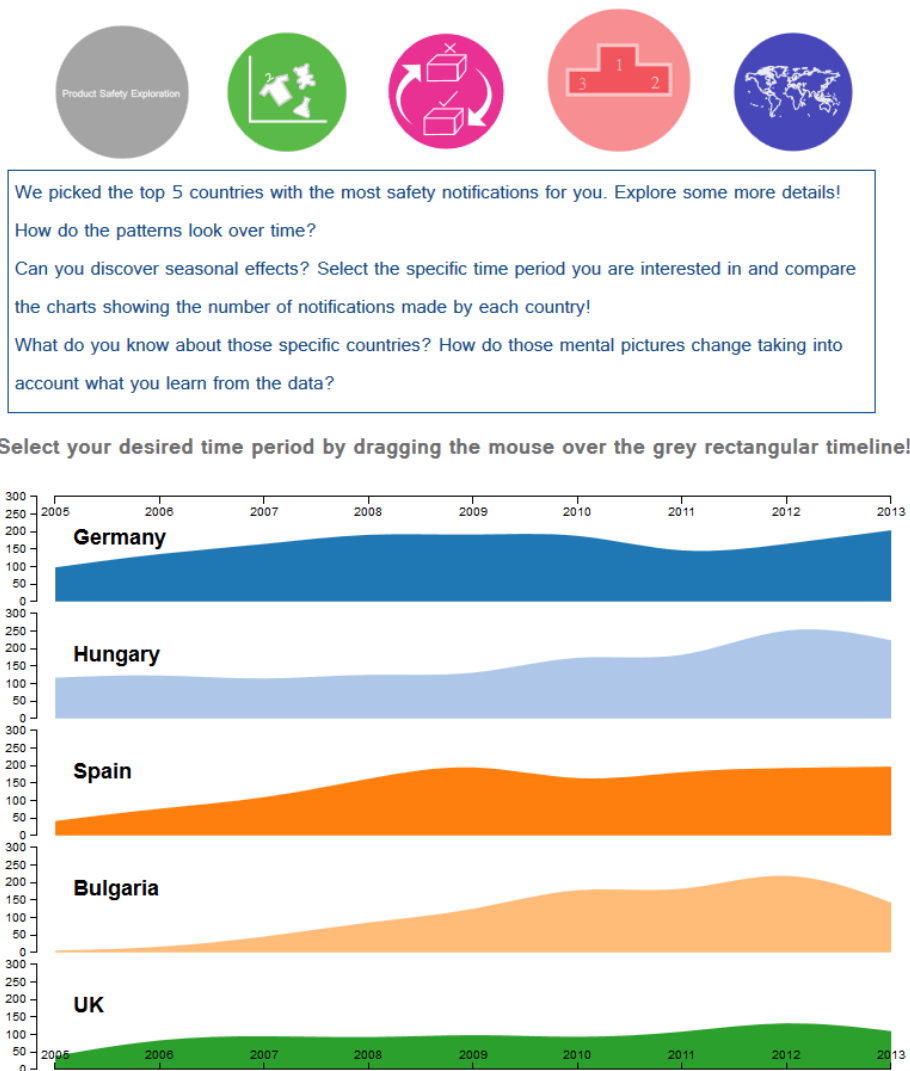 Product Safety Exploration
2
1
3
2
We picked the top 5 countries with the most safety notifications for you. Explore some more details!
How do the patterns look over time?
Can you discover seasonal effects? Select the specific time period you are interested in and compare
the charts showing the number of notifications made by each country!
What do you know about those specific countries? How do those mental pictures change taking into
account what you learn from the data?
Select your desired time period by dragging the mouse over the grey rectangular timeline!
300
2005 2006 2007 2008 2009 2010 2011 2012 2013
250
200
Germany
150
100
50
0
300
250
200
Hungary
150
100
50
0
300
250
200
Spain
150
100
50
0
300
250
200
Bulgaria
150
100
50
0
300
250
200
UK
150
100
50
2005 2006 2007 2008 2009 2010 2011 2012 2013